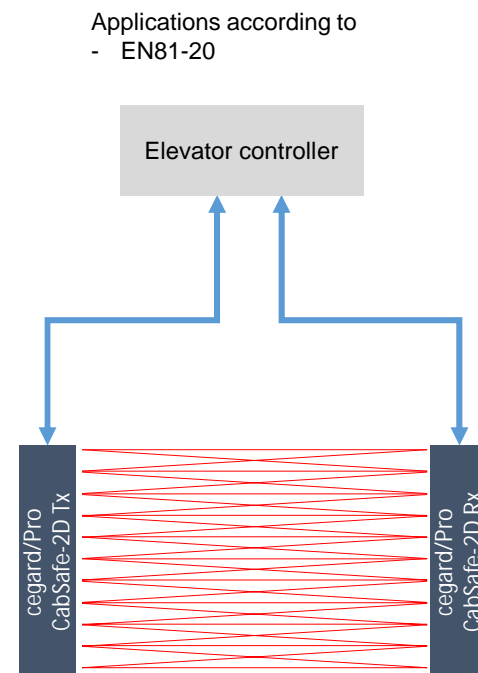 Applications according to
- EN81-20
Elevator controller
cegard/Pro
CabSafe-2D Tx
cegard/Pro
CabSafe-2D Rx